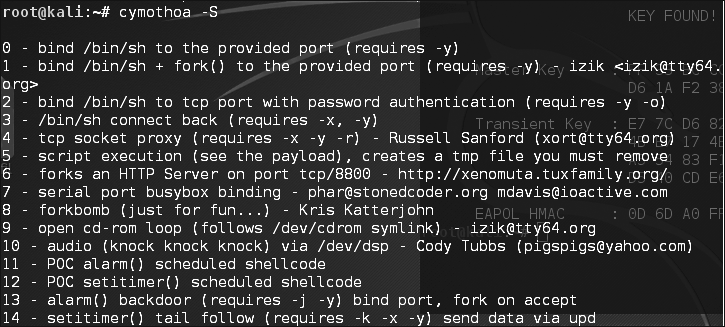 root@kali:~# cymothoa -S
KEY FOUND!
0 - bind /bin/sh to the provided port (requires -y)
1 - bind /bin/sh + fork() to the provided port (requires -y) - izik <izik@tty64.
org>
Master Key
D6 1A F2 38
2 - bind /bin/sh to tcp port with password authentication (requires -y -o)
3 - /bin/sh connect back (requires -x, -y)
Transient Key : E7 7C D6 82
4 - tcp socket proxy (requires -x -y -r) - Russell Sanford (xort@tty64.org)
5 - script execution (see the payload), creates a tmp file you must remove
6 - forks an HTTP Server on port tcp/8800 - http://xenomuta.tuxfamily.org/
7 - serial port busybox binding - phar@stonedcoder.org mdavis@ioactive.com
8 - forkbomb (just for fun...) - Kris Katterjohn
EAPOL HMAC : 0D 6D A0 FF
9 - open cd-rom loop (follows /dev/cdrom symlink) - izik@tty64.org
10 - audio (knock knock knock) via /dev/dsp - Cody Tubbs (pigspigs@yahoo.com)
11 - POC alarm() scheduled shellcode
12 - POC setitimer() scheduled shellcode
13 - alarm() backdoor (requires -j -y) bind port, fork on accept
14 - setitimer() tail follow (requires -k -x -y) send data via upd